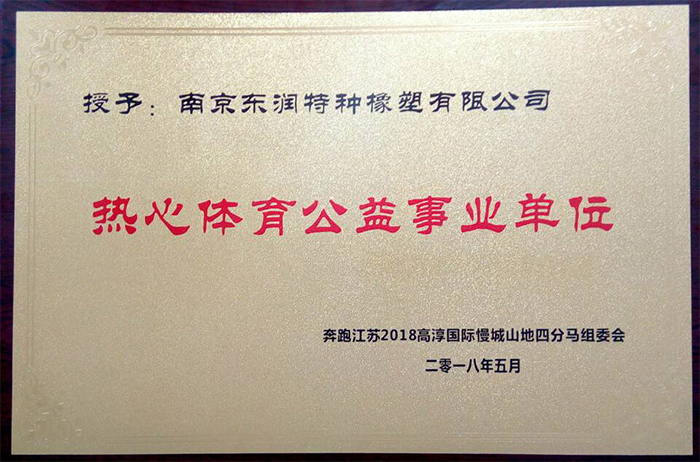 授予：南京东润特种橡塑有限公司
热心体育公益事业单位
奔跑江苏2018高淳国际慢城山地四分马组委会
二零一八年五月